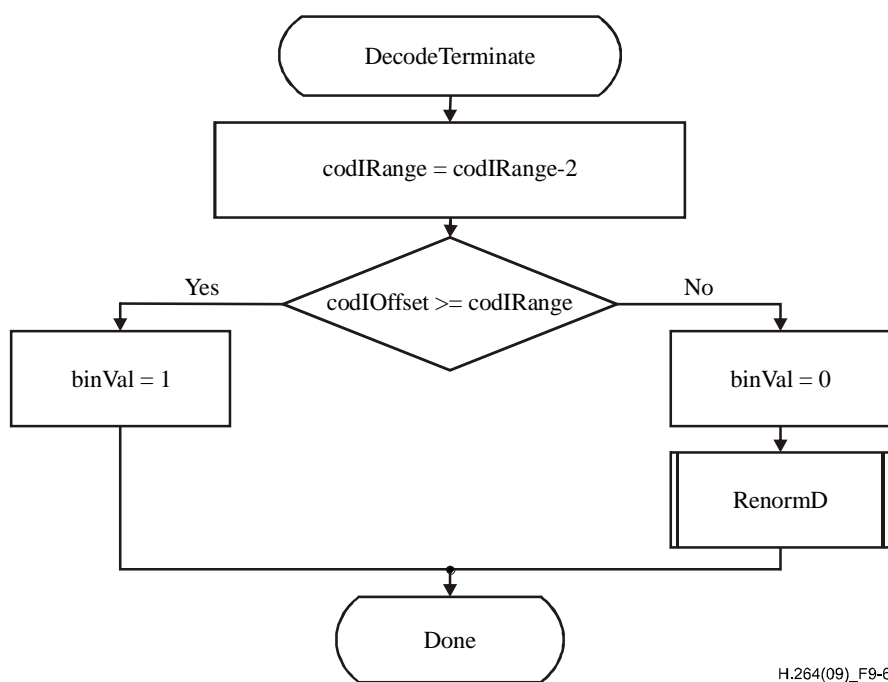 DecodeTerminate
codIRange = codIRange-2
Yes
codIOffset >= codIRange
No
binVal = 1
binVal = 0
RenormD
Done
H.264(09)_F9-6